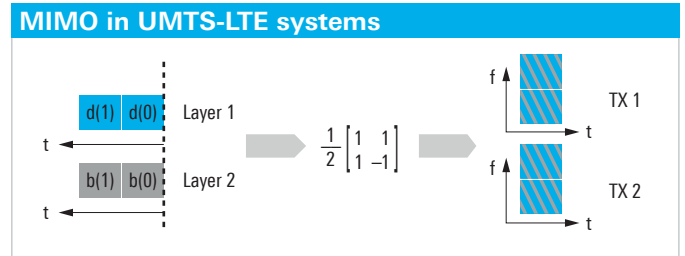 MIMO in UMTS-LTE systems
d(1) d(0) Layer 1
t
b(1) b(0) Layer 2
t
1
2
1 1
1 –1
f
t
TX 1
f
t
TX 2